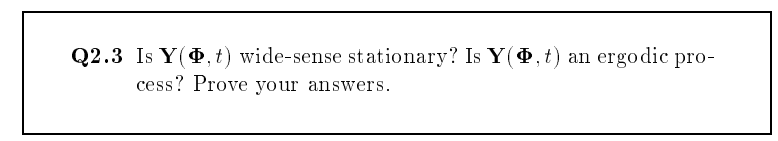 Q2.3 Is Y(Φ, t) wide-sense stationary? Is Y(Φ, t) an ergodic pro-
cess? Prove your answers.